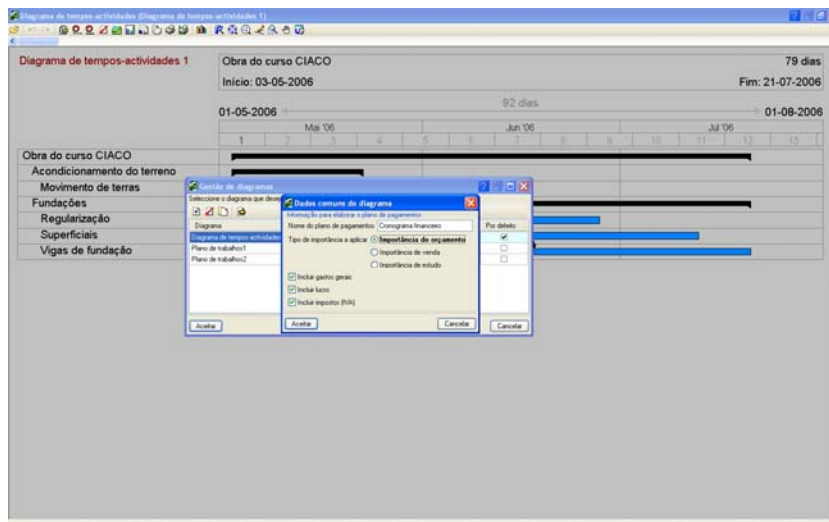 Diagrama de tempos actividades (Diagrama de tempos actividades 1)
Diagrama de tempos-actividades 1
Obra do curso CIACO
79 dias
Início: 03-05-2006
Fim: 21-07-2006
92 dias
01-05-2006
01-08-2006
Mai '06
Jun '06
Jul '06
1 2 3 4 5 6 7 8 9 10 11 12 13
Obra do curso CIACO
Acondicionamento do terreno
Movimento de terras
Fundações
Regularização
Superficiais
Vigas de fundação
Gestão de diagramas
Seleccione o diagrama que
Diagrama
Por defeito
Diagrama de tempos actividades
Plano de trabalhos1
Plano de trabalhos2
Aceitar
Cancelar
Dados comuns do diagrama
Informação para elaborar o plano de pagamentos
Nome do plano de pagamentos
Cronograma financeiro
Tipo de importância a aplicar
Importância do orçamento
Importância de venda
Importância de estudo
Incluir gastos gerais
Incluir lucro
Incluir impostos (IVA)
Aceitar
Cancelar